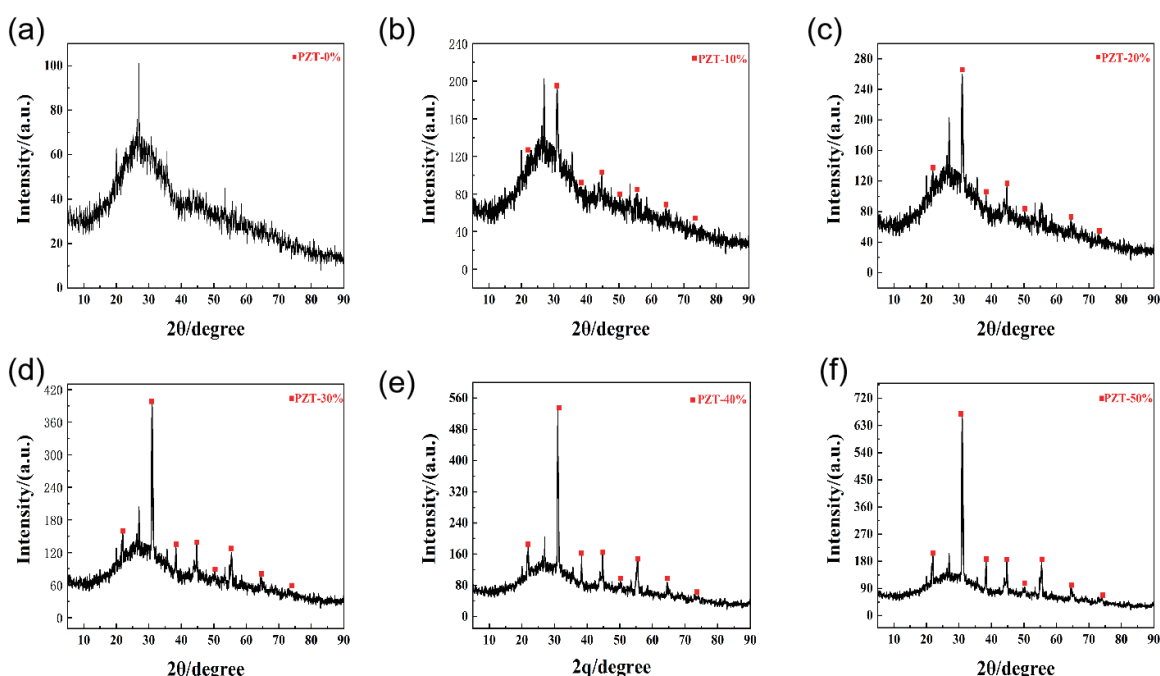 (a)
PZT-0%
100
80
60
40
20
0
Intensity/(a.u.)
10 20 30 40 50 60 70 80 90
2θ/degree
(b)
PZT-10%
240
200
160
120
80
40
0
Intensity/(a.u.)
10 20 30 40 50 60 70 80 90
2θ/degree
(c)
PZT-20%
280
240
200
160
120
80
40
0
Intensity/(a.u.)
10 20 30 40 50 60 70 80 90
2θ/degree
(d)
PZT-30%
420
360
300
240
180
120
60
0
Intensity/(a.u.)
10 20 30 40 50 60 70 80 90
2θ/degree
(e)
PZT-40%
560
480
400
320
240
160
80
0
Intensity/(a.u.)
10 20 30 40 50 60 70 80 90
2q/degree
(f)
PZT-50%
720
630
540
450
360
270
180
90
0
Intensity/(a.u.)
10 20 30 40 50 60 70 80 90
2θ/degree